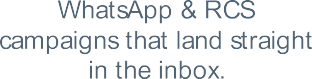 WhatsApp & RCS
campaigns that land straight
in the inbox.